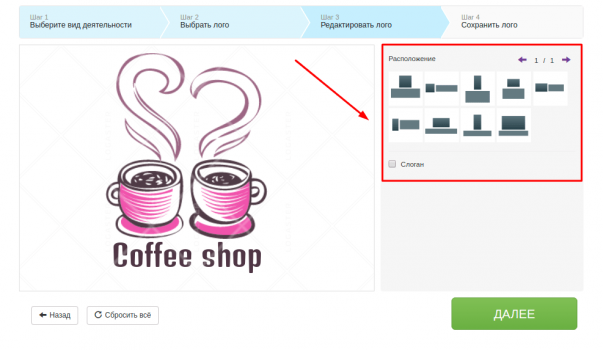 Шаг 1
Выберите вид деятельности
Шаг 2
Выбрать лого
Шаг 3
Редактировать лого
Шаг 4
Сохранить лого
Расположение
1 / 1
Слоган
Coffee shop
Назад
Сбросить всё
ДАЛЕЕ